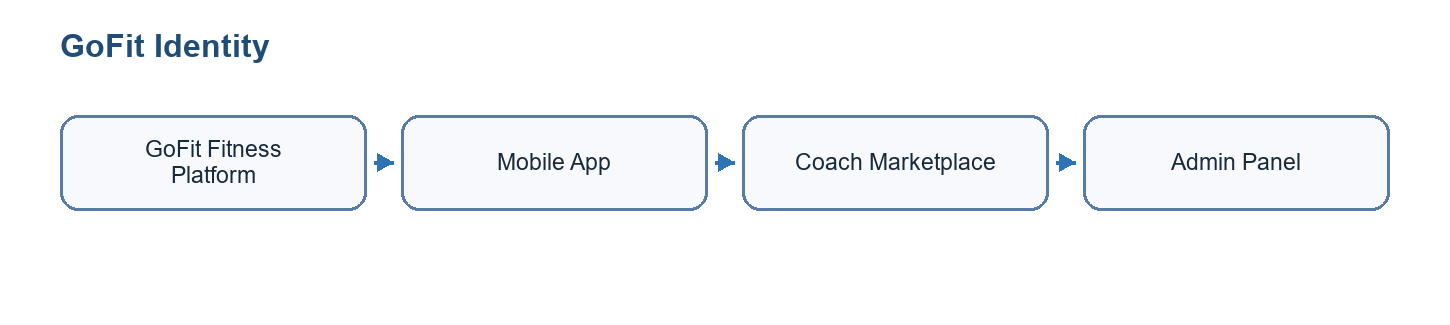 GoFit Identity
GoFit Fitness
Platform
Mobile App
Coach Marketplace
Admin Panel